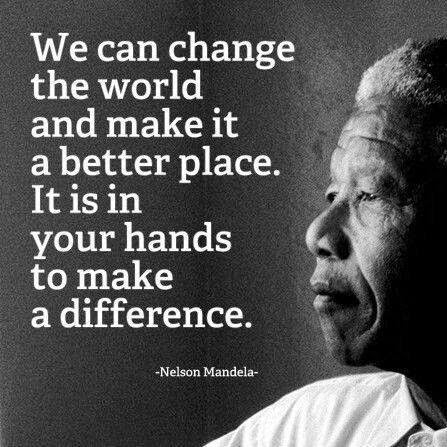 We can change
the world
and make it
a better place.
It is in
your hands
to make
a difference.
-Nelson Mandela-